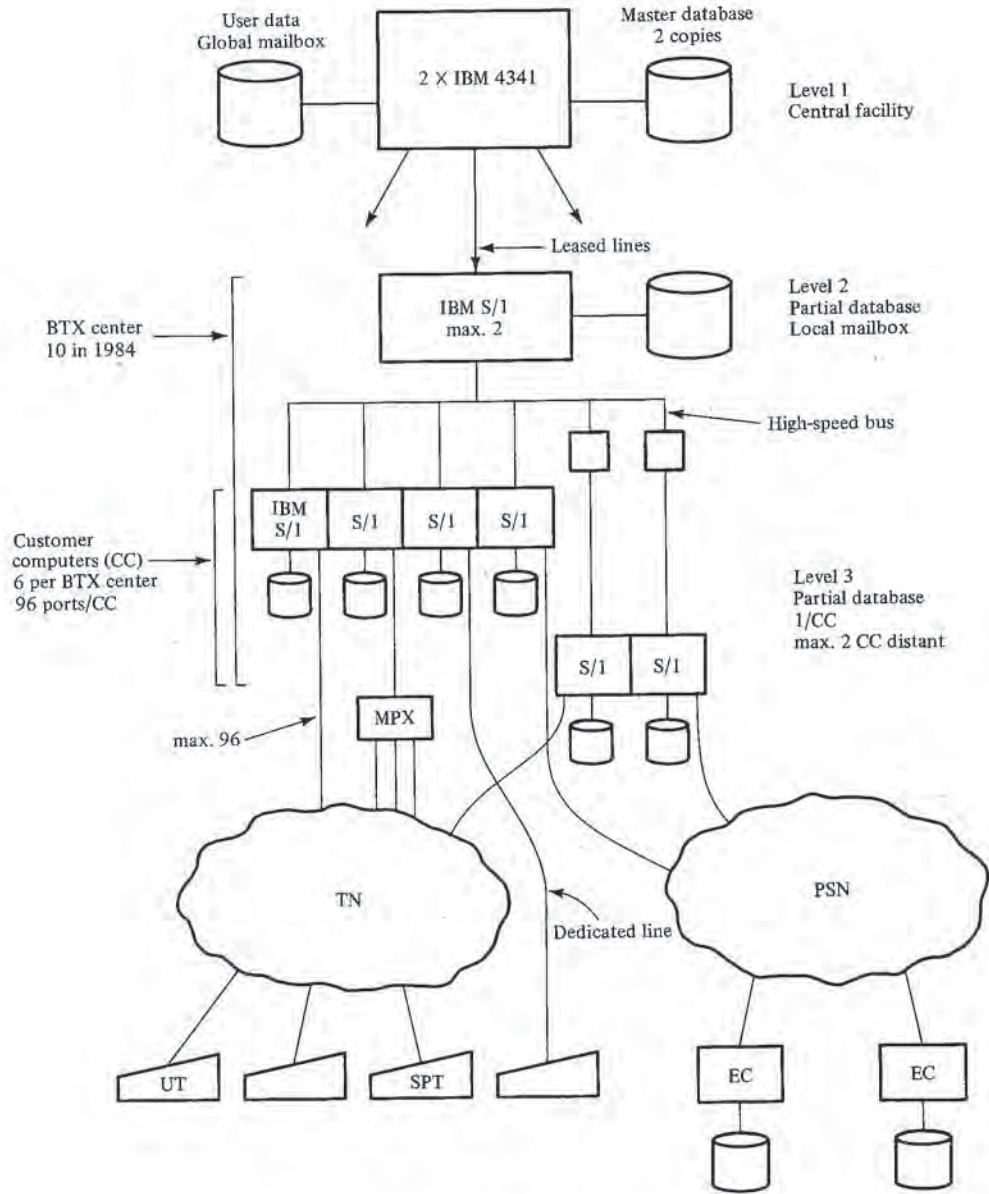 User data
Global mailbox
2 × IBM 4341
Master database
2 copies
Level 1
Central facility
Leased lines
BTX center
10 in 1984
IBM S/1
max. 2
Level 2
Partial database
Local mailbox
High-speed bus
Customer
computers (CC)
6 per BTX center
96 ports/CC
IBM
S/1
S/1
S/1
S/1
Level 3
Partial database
1/CC
max. 2 CC distant
S/1
S/1
max. 96
MPX
TN
PSN
Dedicated line
UT
SPT
EC
EC